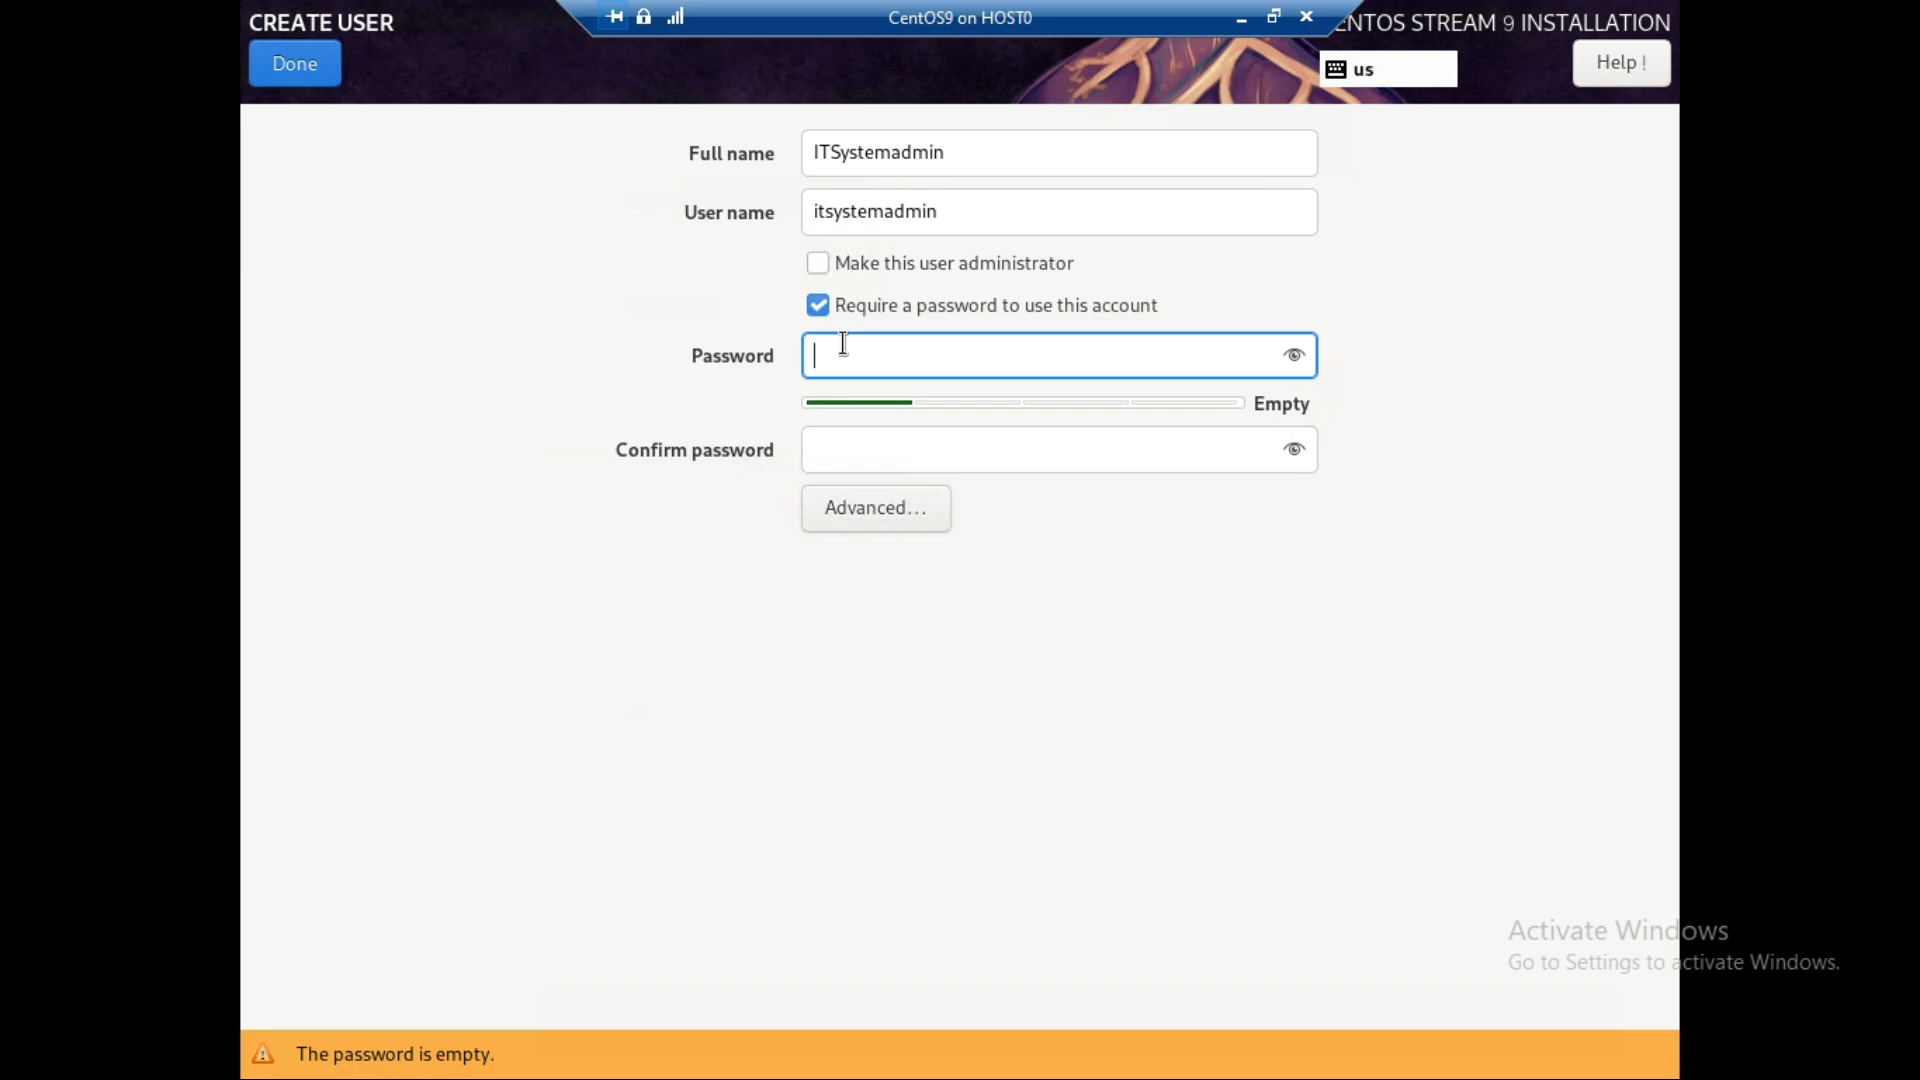 CREATE USER
CentOS9 on HOST0
ENTOS STREAM 9 INSTALLATION
Done
us
Help !
Full name
ITSystemadmin
User name
itsystemadmin
Make this user administrator
Require a password to use this account
Password
Empty
Confirm password
Advanced...
Activate Windows
Go to Settings to activate Windows.
The password is empty.